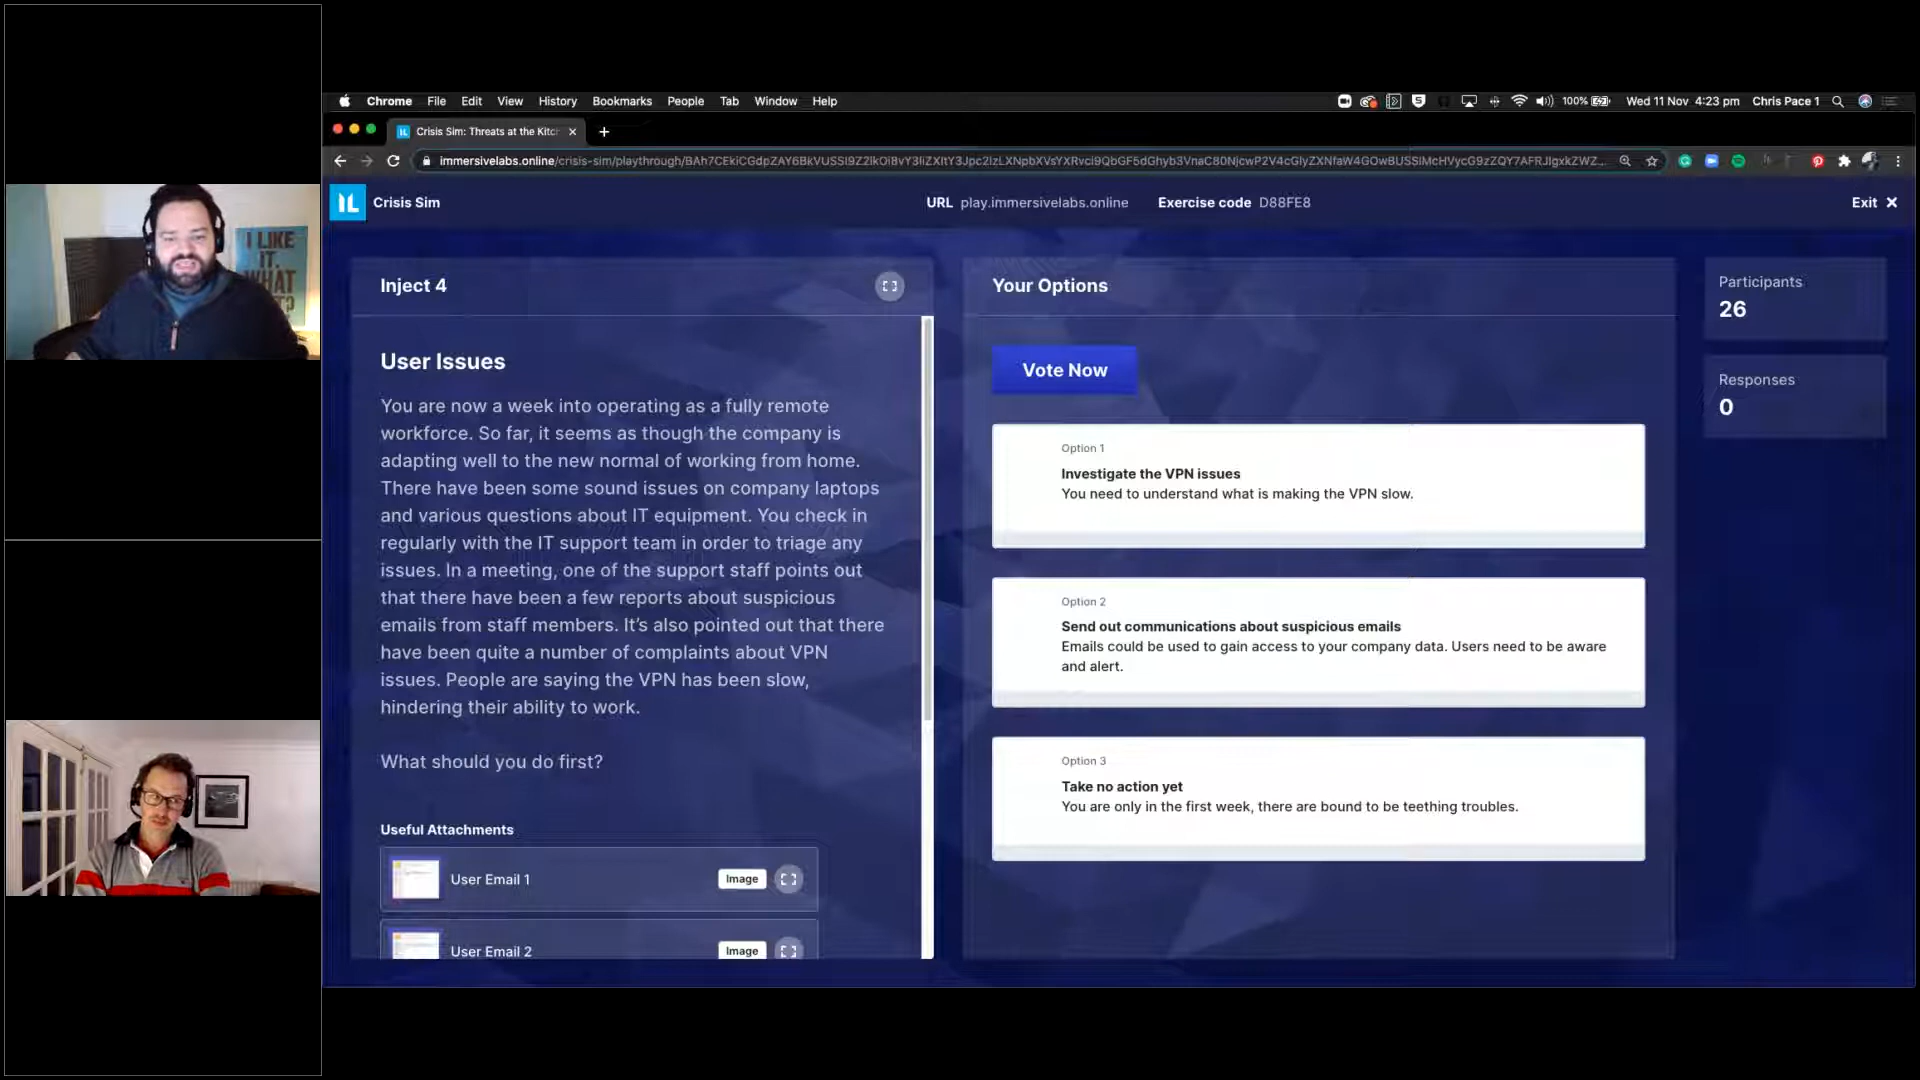 Chrome File Edit View History Bookmarks People Tab Window Help
100% Wed 11 Nov 4:23 pm Chris Pace 1
Crisis Sim: Threats at the Kitch
immersivelabs.online/crisis-sim/playthrough/
IL Crisis Sim
URL play.immersivelabs.online Exercise code D88FE8
Exit
I LIKE
IT.
WHAT
Inject 4
User Issues
You are now a week into operating as a fully remote
workforce. So far, it seems as though the company is
adapting well to the new normal of working from home.
There have been some sound issues on company laptops
and various questions about IT equipment. You check in
regularly with the IT support team in order to triage any
issues. In a meeting, one of the support staff points out
that there have been a few reports about suspicious
emails from staff members. It’s also pointed out that there
have been quite a number of complaints about VPN
issues. People are saying the VPN has been slow,
hindering their ability to work.
What should you do first?
Useful Attachments
User Email 1 Image
User Email 2 Image
Your Options
Vote Now
Option 1
Investigate the VPN issues
You need to understand what is making the VPN slow.
Option 2
Send out communications about suspicious emails
Emails could be used to gain access to your company data. Users need to be aware
and alert.
Option 3
Take no action yet
You are only in the first week, there are bound to be teething troubles.
Participants
26
Responses
0